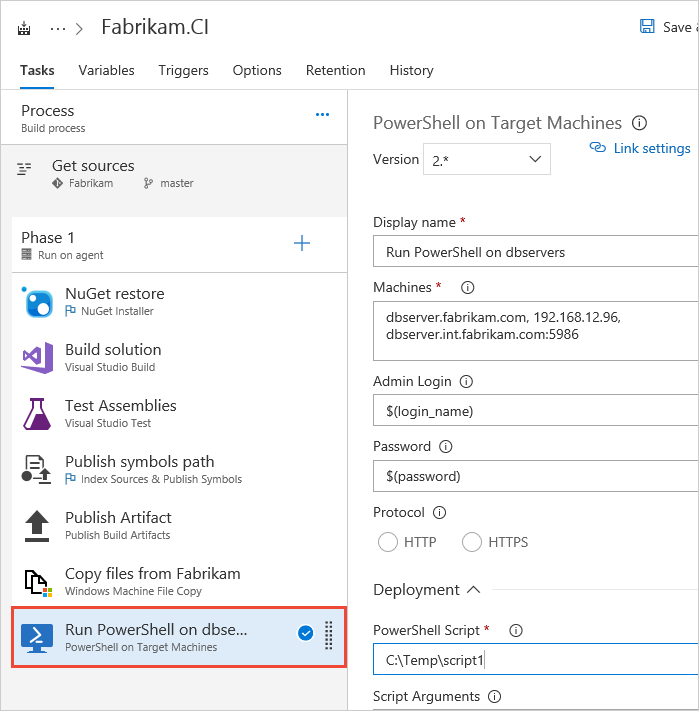 ... > Fabrikam.CI
Save
Tasks Variables Triggers Options Retention History
Process
...
Build process
Get sources
Fabrikam master
Phase 1
Run on agent
NuGet restore
NuGet Installer
Build solution
Visual Studio Build
Test Assemblies
Visual Studio Test
Publish symbols path
Index Sources & Publish Symbols
Publish Artifact
Publish Build Artifacts
Copy files from Fabrikam
Windows Machine File Copy
Run PowerShell on dbse...
PowerShell on Target Machines
PowerShell on Target Machines
Version 2.*
Link settings
Display name *
Run PowerShell on dbservers
Machines *
dbserver.fabrikam.com, 192.168.12.96,
dbserver.int.fabrikam.com:5986
Admin Login
$(login_name)
Password
$(password)
Protocol
HTTP HTTPS
Deployment
PowerShell Script *
C:\Temp\script1
Script Arguments